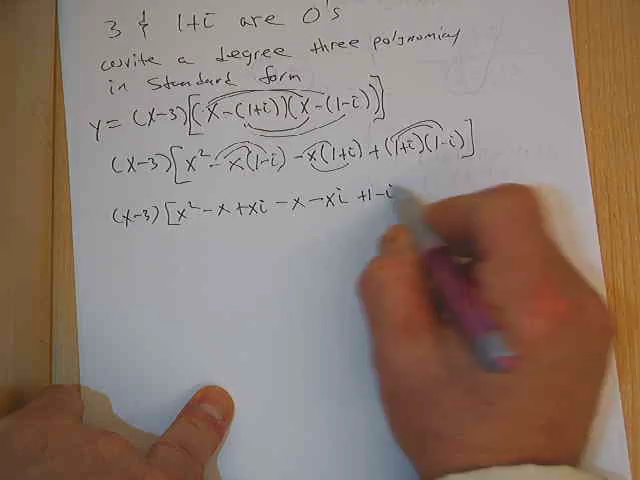 3 & 1+i are 0's
write a degree three polynomial
in standard form
y = (x-3)[(x-(1+i))(x-(1-i))]
(x-3)[x² - x(1-i) - x(1+i) + (1+i)(1-i)]
(x-3)[x² - x + xi - x - xi + 1 - i